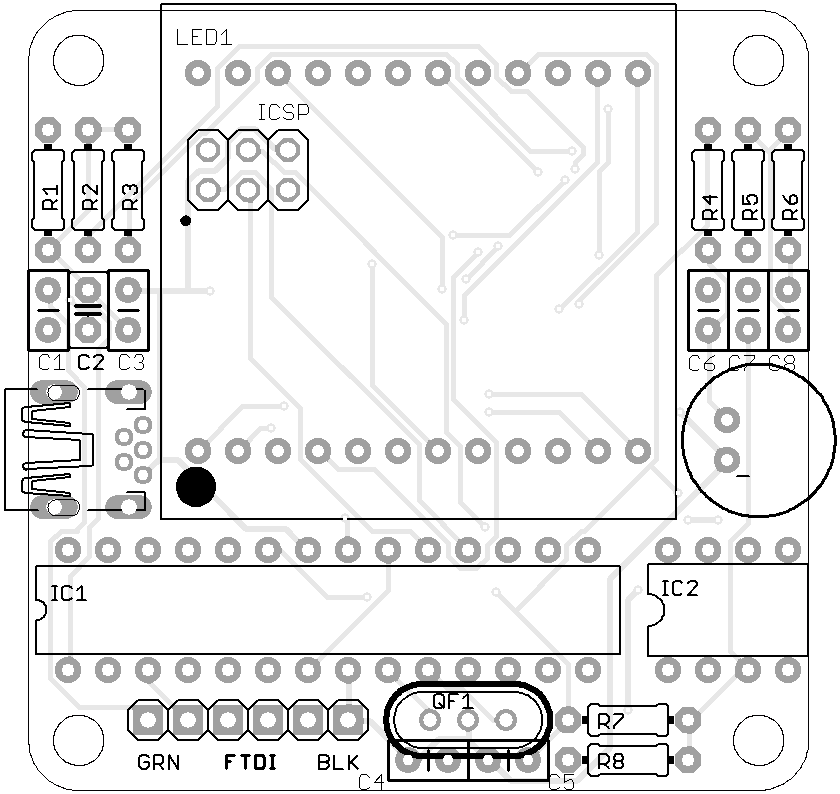 LED1
ICSP
R1 R2 R3 R4 R5 R6
C1 C2 C3 C6 C7 C8
IC1 IC2
QF1
R7
GRN FTDI BLK R8
C4 C5